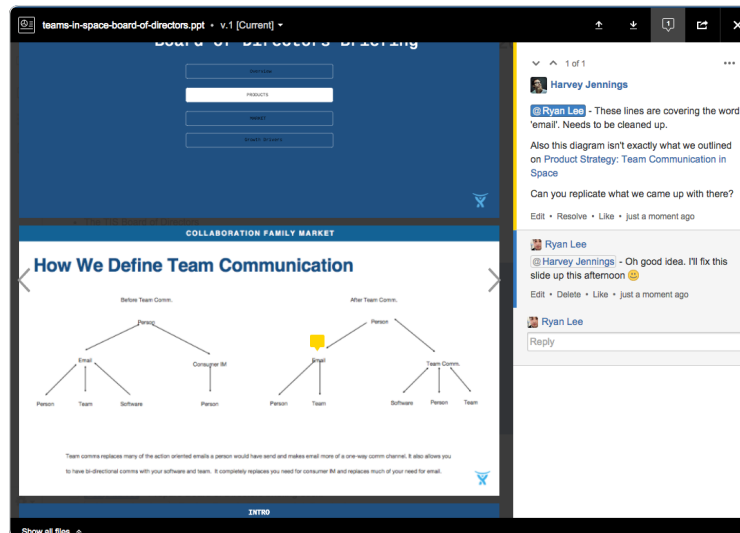 teams-in-space-board-of-directors.ppt • v.1 [Current]
1
Board of Directors Briefing
OVERVIEW
PRODUCTS
MARKET
The TIS Board of Directors
COLLABORATION FAMILY MARKET
How We Define Team Communication
Before Team Comm.
After Team Comm.
Person
Person
Email
Consumer IM
Email
Team Comm.
Person
Team
Software
Person
Person
Team
Software
Person
Team
Team comms replaces many of the action oriented emails a person would have send and makes email more of a one-way comm channel. It also allows you
to have bi-directional comms with your software and team. It completely replaces you need for consumer IM and replaces much of your need for email.
INTRO
Show all files
1 of 1
Harvey Jennings
@Ryan Lee - These lines are covering the word
'email'. Needs to be cleaned up.
Also this diagram isn't exactly what we outlined
on Product Strategy: Team Communication in
Space
Can you replicate what we came up with there?
Edit • Resolve • Like • just a moment ago
Ryan Lee
@Harvey Jennings - Oh good idea. I'll fix this
slide up this afternoon
Edit • Delete • Like • just a moment ago
Ryan Lee
Reply